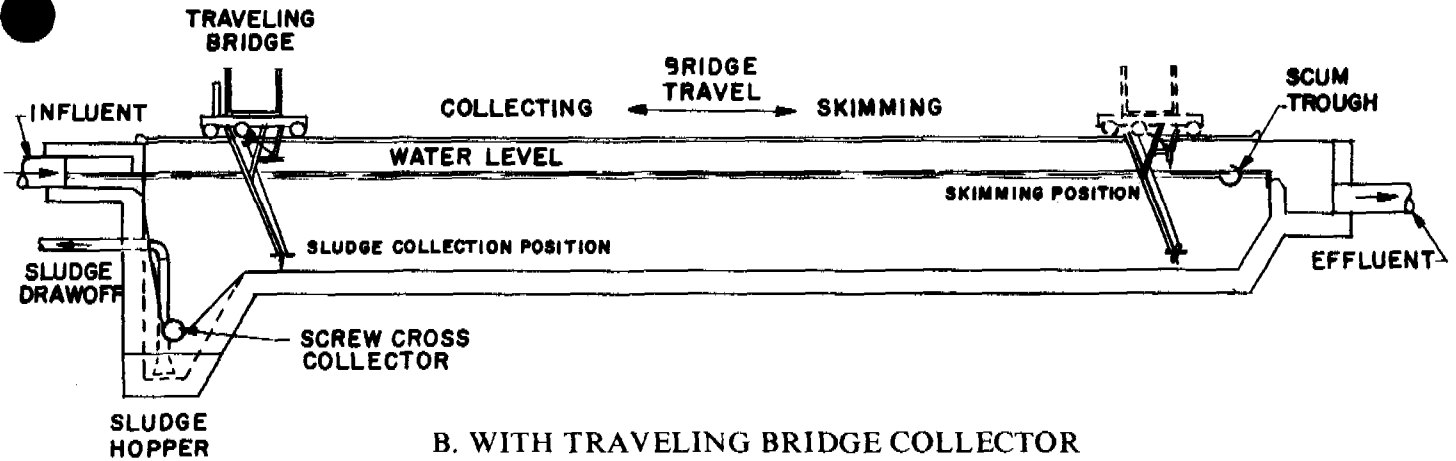 TRAVELING
BRIDGE
BRIDGE
TRAVEL
SCUM
TROUGH
INFLUENT
COLLECTING
SKIMMING
WATER LEVEL
SKIMMING POSITION
SLUDGE COLLECTION POSITION
SLUDGE
DRAWOFF
EFFLUENT
SCREW CROSS
COLLECTOR
SLUDGE
HOPPER
B. WITH TRAVELING BRIDGE COLLECTOR